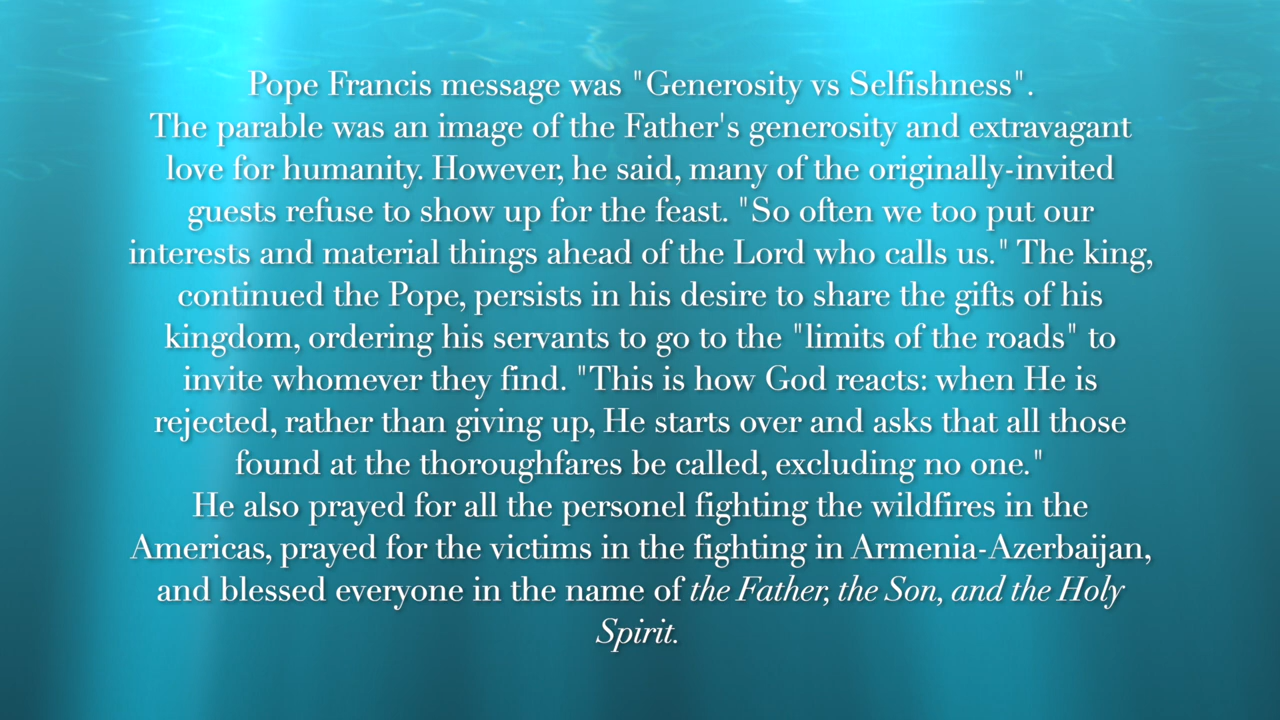 Pope Francis message was "Generosity vs Selfishness".
The parable was an image of the Father's generosity and extravagant
love for humanity. However, he said, many of the originally-invited
guests refuse to show up for the feast. "So often we too put our
interests and material things ahead of the Lord who calls us." The king,
continued the Pope, persists in his desire to share the gifts of his
kingdom, ordering his servants to go to the "limits of the roads" to
invite whomever they find. "This is how God reacts: when He is
rejected, rather than giving up, He starts over and asks that all those
found at the thoroughfares be called, excluding no one."
He also prayed for all the personel fighting the wildfires in the
Americas, prayed for the victims in the fighting in Armenia-Azerbaijan,
and blessed everyone in the name of the Father, the Son, and the Holy
Spirit.